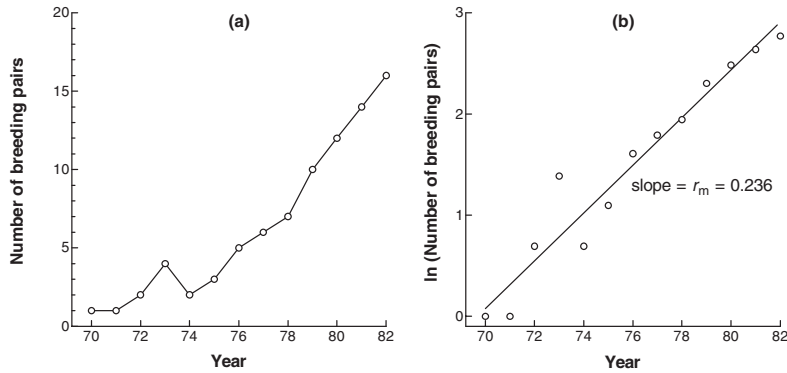 (a)
Number of breeding pairs
20
15
10
5
0
70 72 74 76 78 80 82
Year
(b)
ln (Number of breeding pairs)
3
2
1
0
slope = rm = 0.236
70 72 74 76 78 80 82
Year